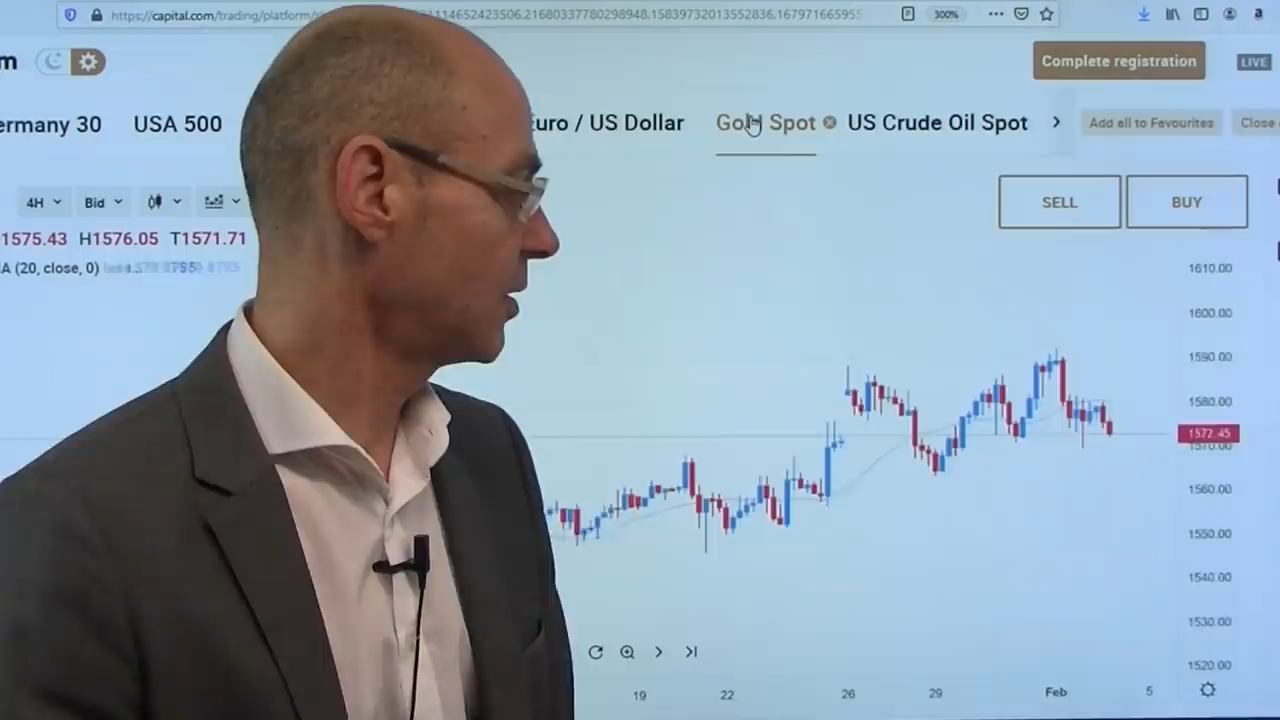 https://capital.com/trading/platform/
300%
m
Complete registration
LIVE
ermany 30
USA 500
Euro / US Dollar
Gold Spot
US Crude Oil Spot
Add all to Favourites
Close
4H
Bid
SELL
BUY
1575.43 H1576.05 T1571.71
A (20, close, 0)
1610.00
1600.00
1590.00
1580.00
1572.45
1570.00
1560.00
1550.00
1540.00
1530.00
1520.00
19
22
26
29
Feb
5